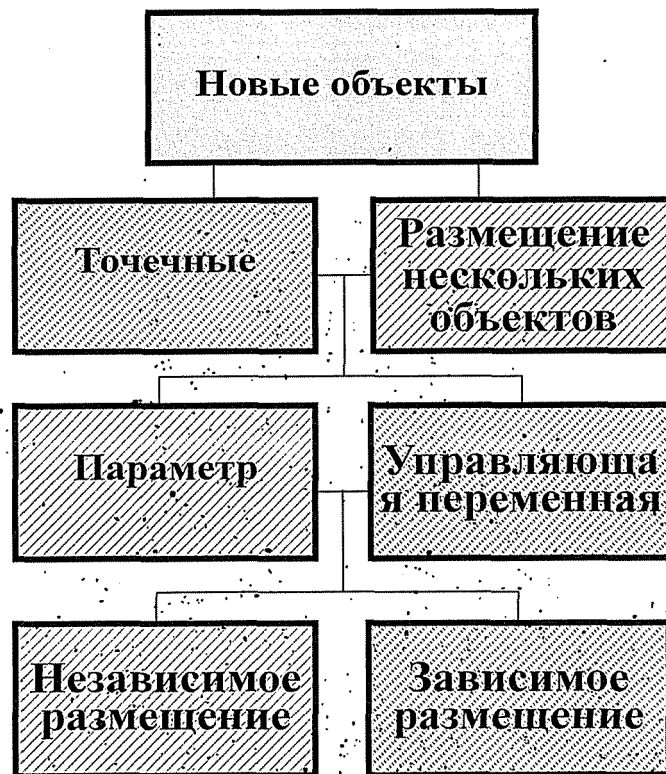 Новые объекты
Точечные
Размещение
нескольких
объектов
Параметр
Управляюща
я переменная
Независимое
размещение
Зависимое
размещение